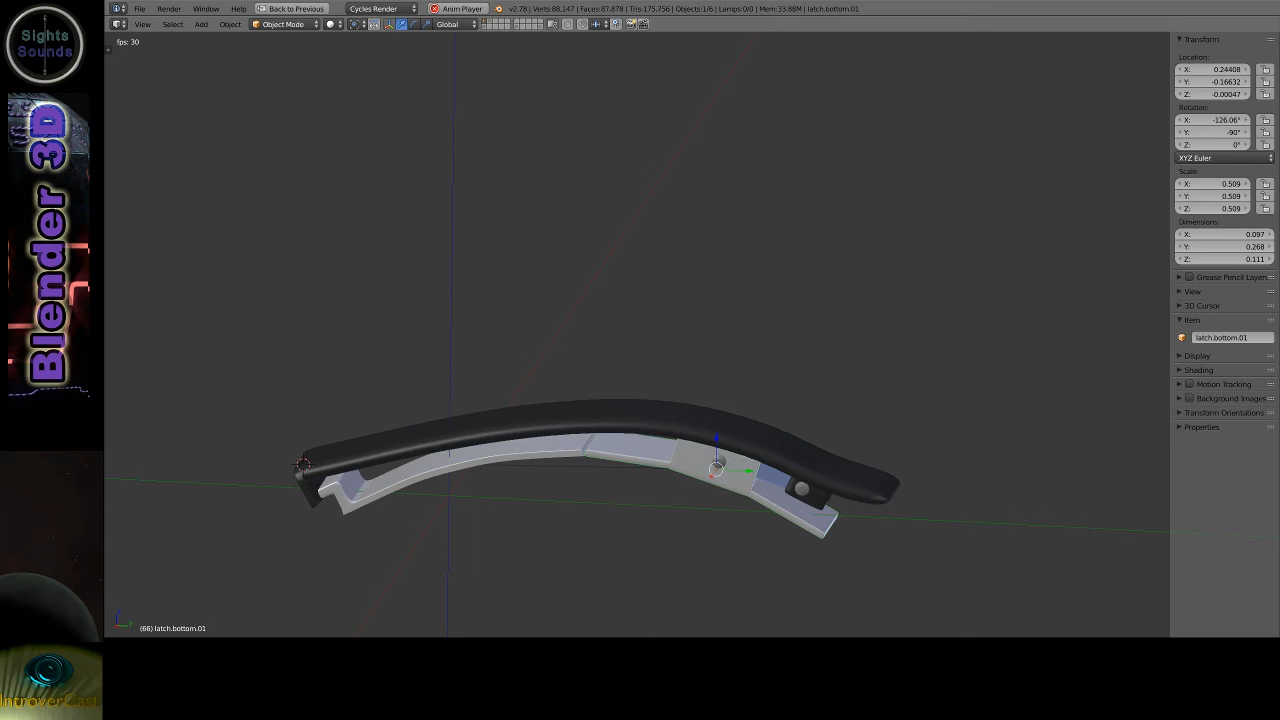 Sights
Sounds
Blender 3D
IntroverCast
File
Render
Window
Help
Back to Previous
Cycles Render
Anim Player
v2.78 | Verts:88,147 | Faces:87,878 | Tris:175,756 | Objects:1/6 | Lamps:0/0 | Mem:33.88M | latch.bottom.01
View
Select
Add
Object
Object Mode
Global
fps: 30
(66) latch.bottom.01
Transform
Location:
X: 0.24408
Y: -0.16632
Z: -0.00047
Rotation:
X: -126.06°
Y: -90°
Z: 0°
XYZ Euler
Scale:
X: 0.509
Y: 0.509
Z: 0.509
Dimensions:
X: 0.097
Y: 0.268
Z: 0.111
Grease Pencil Layers
View
3D Cursor
Item
latch.bottom.01
Display
Shading
Motion Tracking
Background Images
Transform Orientations
Properties